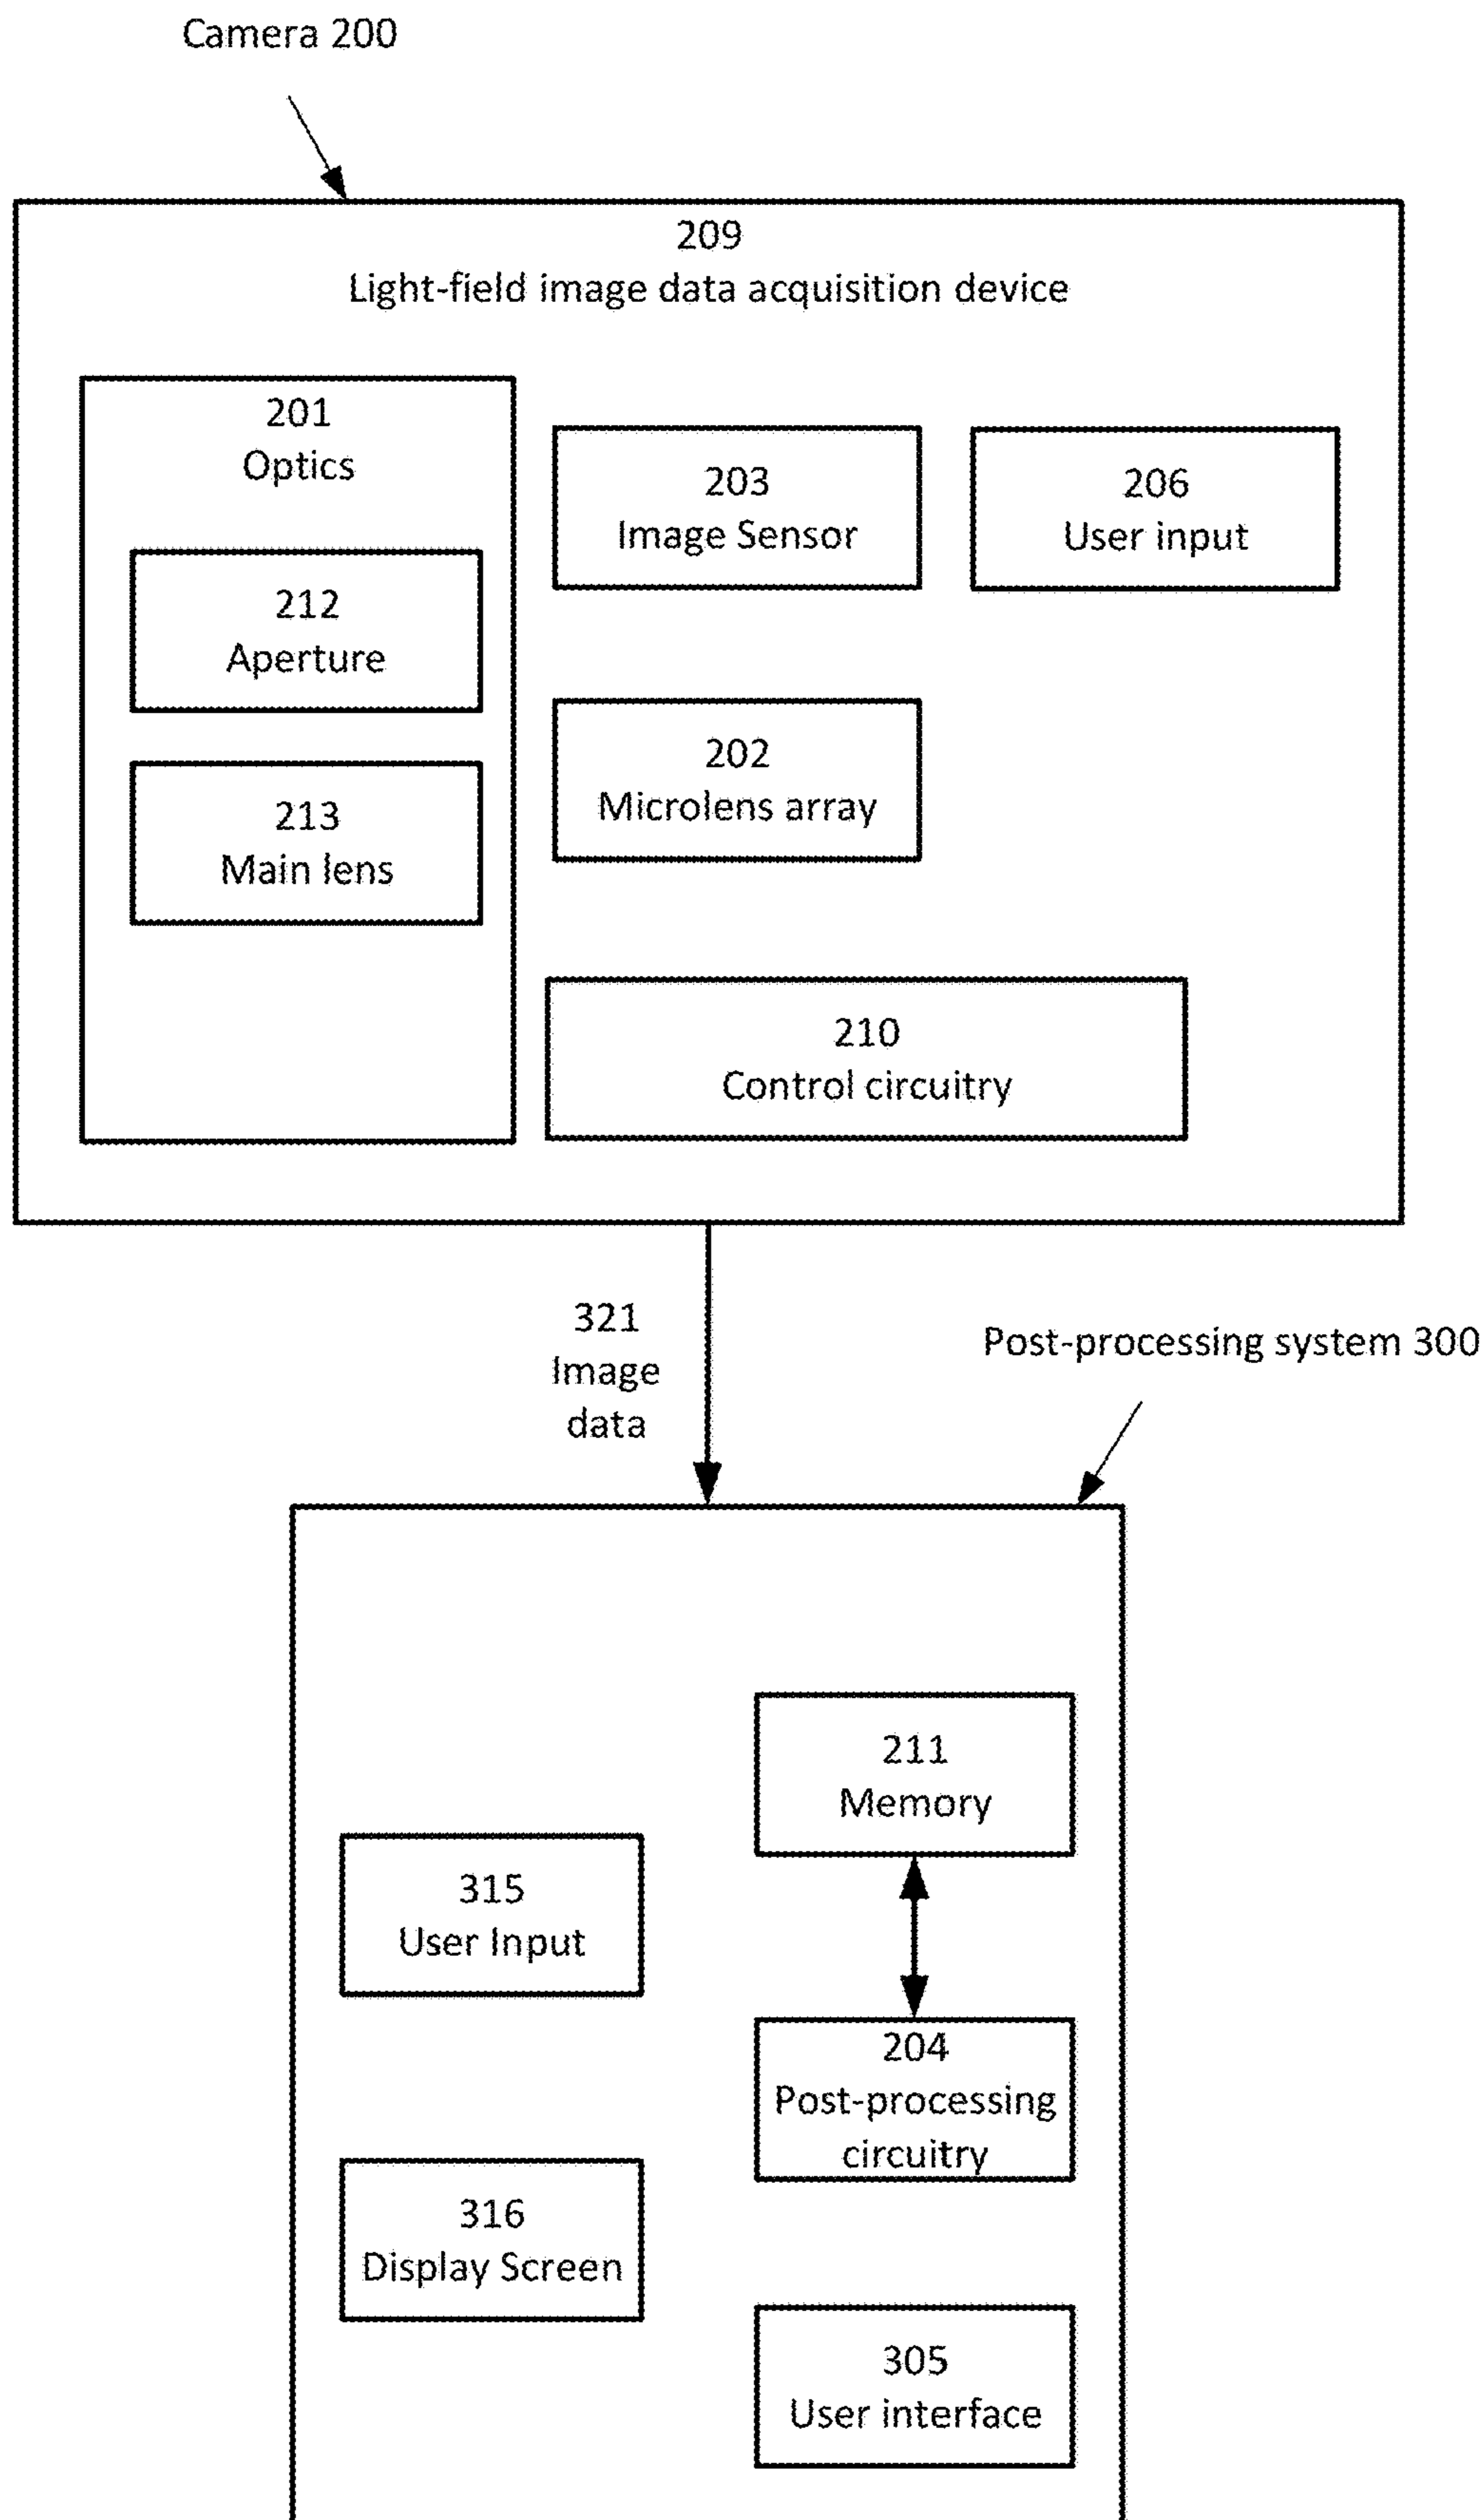 Camera 200
209
Light-field image data acquisition device
201
Optics
212
Aperture
213
Main lens
203
Image Sensor
206
User input
202
Microlens array
210
Control circuitry
321
Image
data
Post-processing system 300
211
Memory
315
User Input
204
Post-processing
circuitry
316
Display Screen
305
User interface